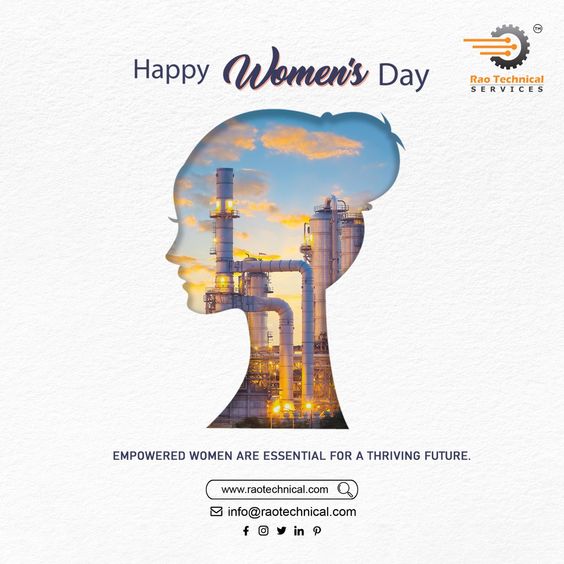 Happy Women's Day
TM
Rao Technical
SERVICES
EMPOWERED WOMEN ARE ESSENTIAL FOR A THRIVING FUTURE.
www.raotechnical.com
info@raotechnical.com